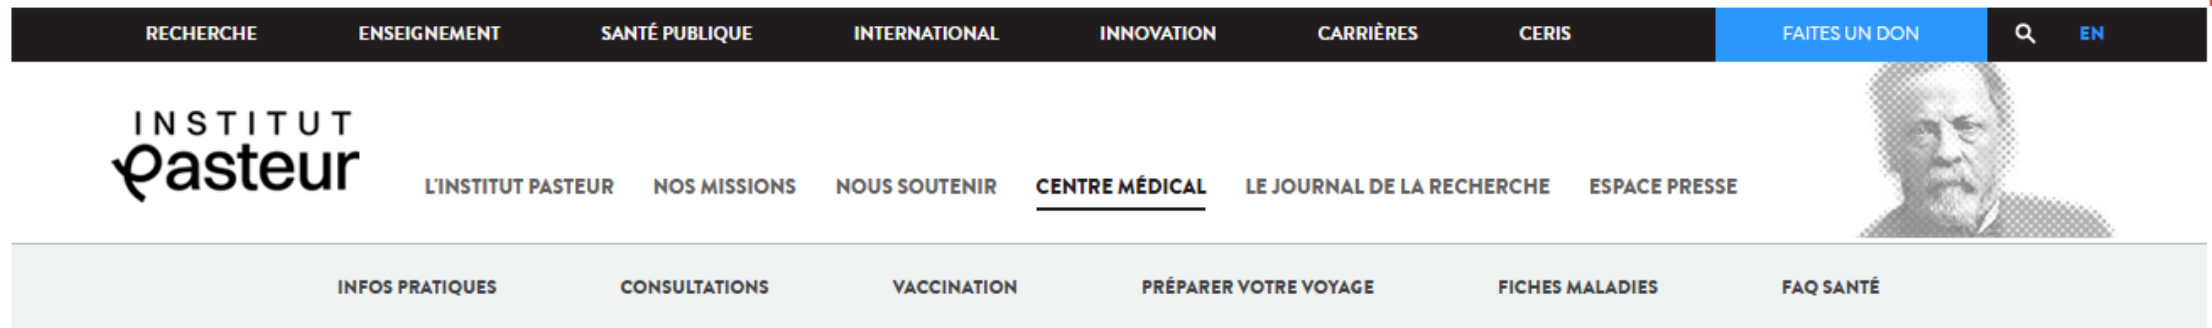 RECHERCHE ENSEIGNEMENT SANTÉ PUBLIQUE INTERNATIONAL INNOVATION CARRIÈRES CERIS FAITES UN DON EN
INSTITUT
Pasteur
L'INSTITUT PASTEUR NOS MISSIONS NOUS SOUTENIR CENTRE MÉDICAL LE JOURNAL DE LA RECHERCHE ESPACE PRESSE
INFOS PRATIQUES CONSULTATIONS VACCINATION PRÉPARER VOTRE VOYAGE FICHES MALADIES FAQ SANTÉ